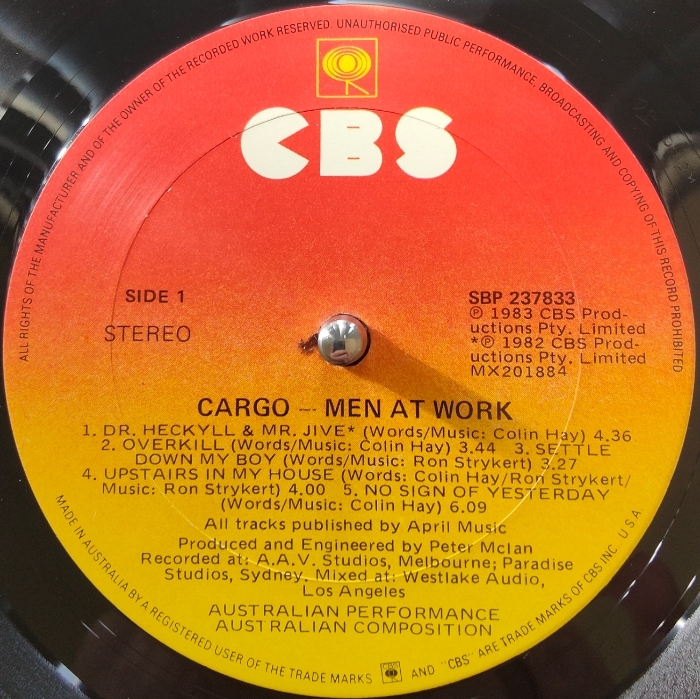 ALL RIGHTS OF THE MANUFACTURER AND OF THE OWNER OF THE RECORDED WORK RESERVED. UNAUTHORISED PUBLIC PERFORMANCE, BROADCASTING AND COPYING OF THIS RECORD PROHIBITED
CBS
SIDE 1
STEREO
SBP 237833
℗ 1983 CBS Prod-
uctions Pty. Limited
*℗ 1982 CBS Prod-
uctions Pty. Limited
MX201884
CARGO – MEN AT WORK
1. DR. HECKYLL & MR. JIVE* (Words/Music: Colin Hay) 4.36
2. OVERKILL (Words/Music: Colin Hay) 3.44 3. SETTLE
DOWN MY BOY (Words/Music: Ron Strykert) 3.27
4. UPSTAIRS IN MY HOUSE (Words: Colin Hay/Ron Strykert/
Music: Ron Strykert) 4.00 5. NO SIGN OF YESTERDAY
(Words/Music: Colin Hay) 6.09
All tracks published by April Music
Produced and Engineered by Peter McIan
Recorded at: A.A.V. Studios, Melbourne; Paradise
Studios, Sydney. Mixed at: Westlake Audio,
Los Angeles
AUSTRALIAN PERFORMANCE
AUSTRALIAN COMPOSITION
MADE IN AUSTRALIA BY A REGISTERED USER OF THE TRADE MARKS CBS AND "CBS" ARE TRADE MARKS OF CBS INC. U.S.A